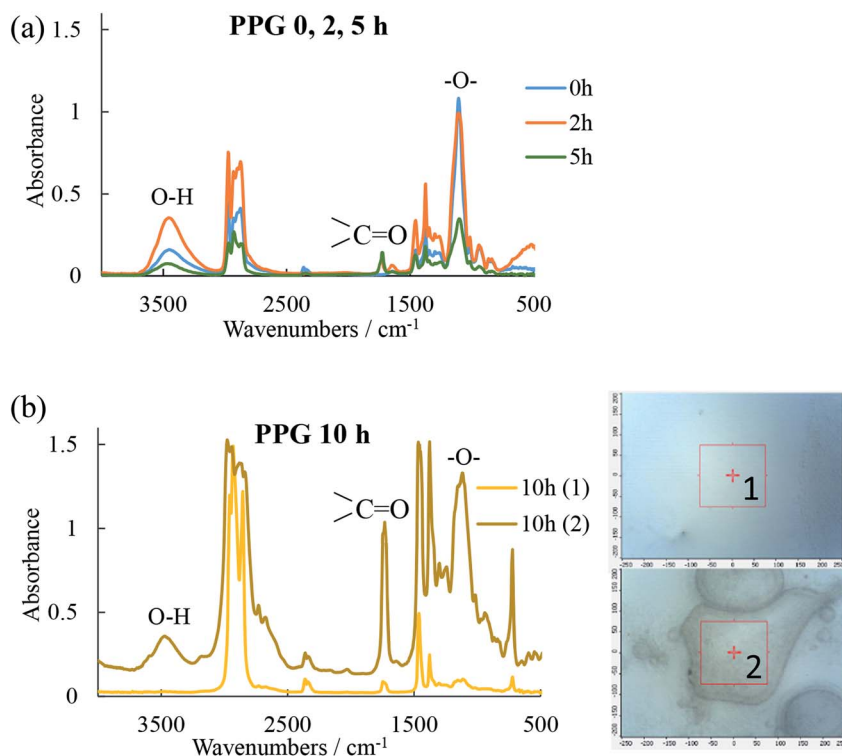 (a)
PPG 0, 2, 5 h
1.5
1
0.5
0
Absorbance
O-H
C=O
-O-
0h
2h
5h
3500 2500 1500 500
Wavenumbers / cm-1
(b)
PPG 10 h
1.5
1
0.5
0
Absorbance
O-H
C=O
-O-
10h (1)
10h (2)
3500 2500 1500 500
Wavenumbers / cm-1
1
2